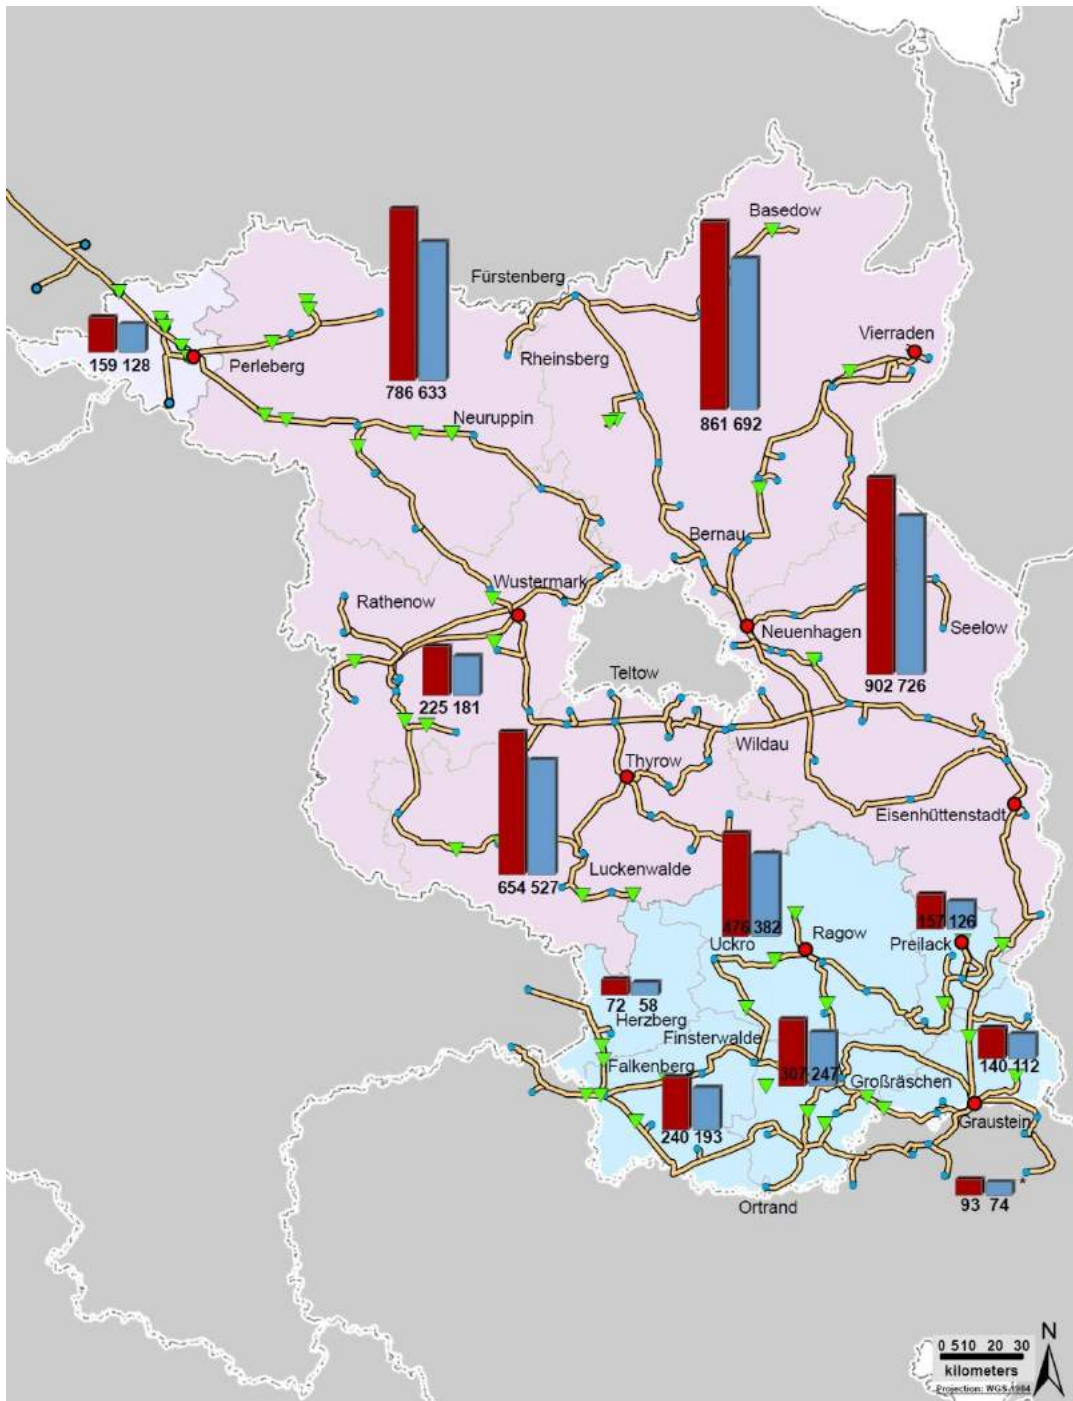 Basedow
Fürstenberg
Vierraden
159 128
Perleberg
Rheinsberg
786 633
Neuruppin
861 692
Bernau
Wustermark
Rathenow
Neuenhagen
Seelow
Teltow
902 726
225 181
Wildau
Thyrow
Eisenhüttenstadt
Luckenwalde
654 527
157 126
476 382
Ragow
Preilack
Uckro
72 58
Herzberg
Finsterwalde
Falkenberg
307 247
140 112
Großräschen
Graustein
240 193
*
93 74
Ortrand
N
0 5 10 20 30
kilometers
Projection: WGS 1984